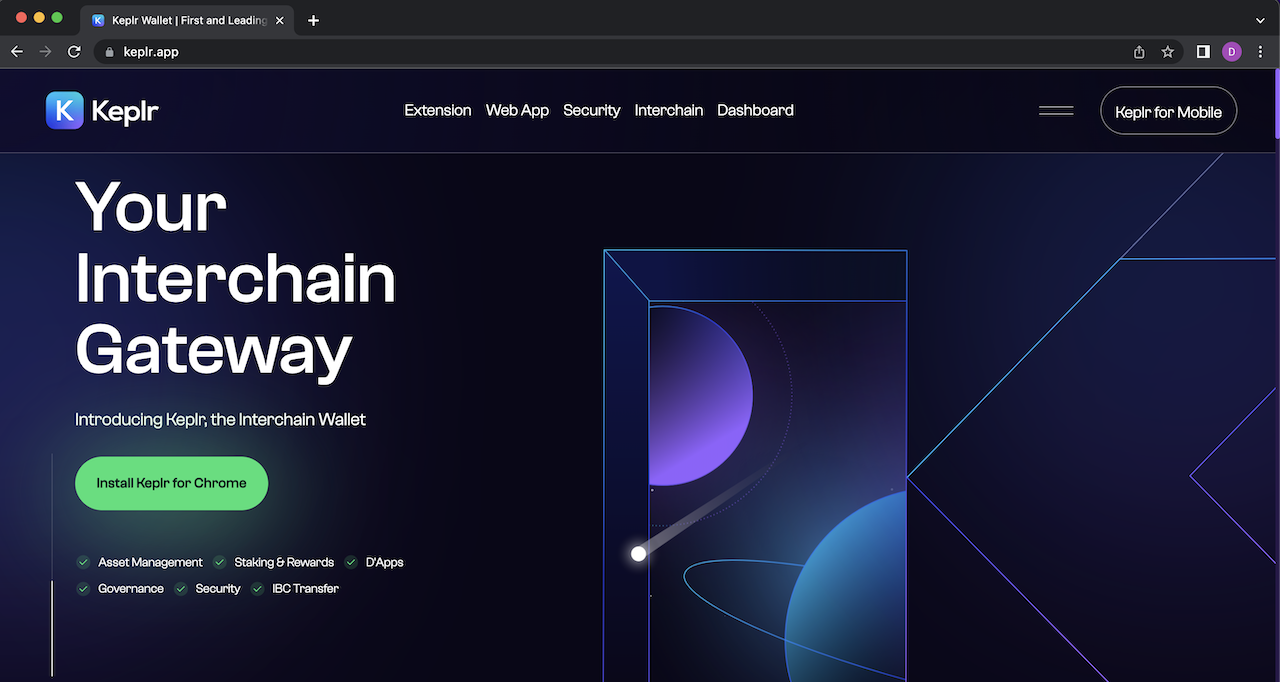 Keplr Wallet | First and Leading
keplr.app
D
K Keplr
Extension Web App Security Interchain Dashboard
Keplr for Mobile
Your
Interchain
Gateway
Introducing Keplr, the Interchain Wallet
Install Keplr for Chrome
Asset Management Staking & Rewards D'Apps
Governance Security IBC Transfer